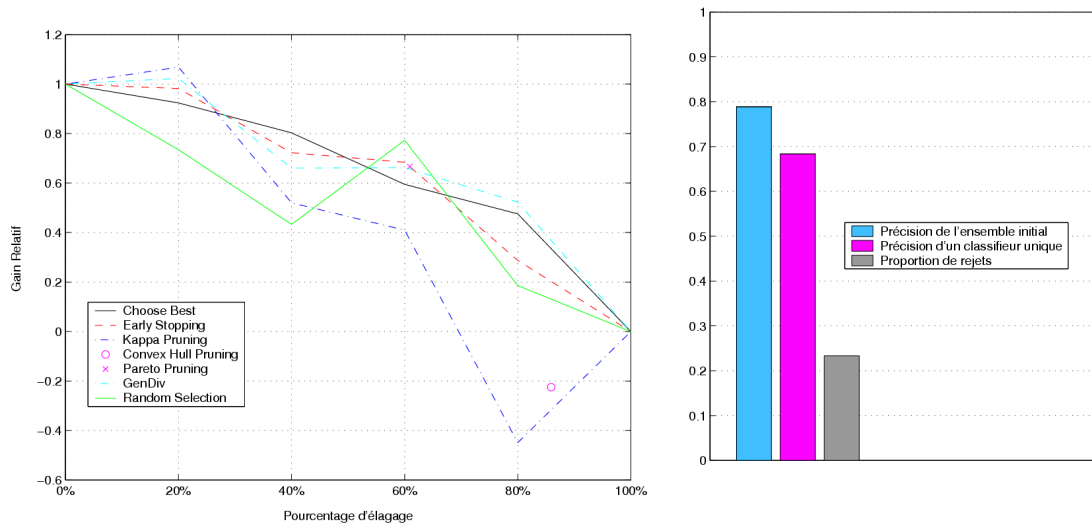 1.2
1
0.8
0.6
0.4
0.2
0
−0.2
−0.4
−0.6
Gain Relatif
Choose Best
Early Stopping
Kappa Pruning
Convex Hull Pruning
Pareto Pruning
GenDiv
Random Selection
0%
20%
40%
60%
80%
100%
Pourcentage d'élagage
1
0.9
0.8
0.7
0.6
0.5
0.4
0.3
0.2
0.1
0
Précision de l'ensemble initial
Précision d'un classifieur unique
Proportion de rejets